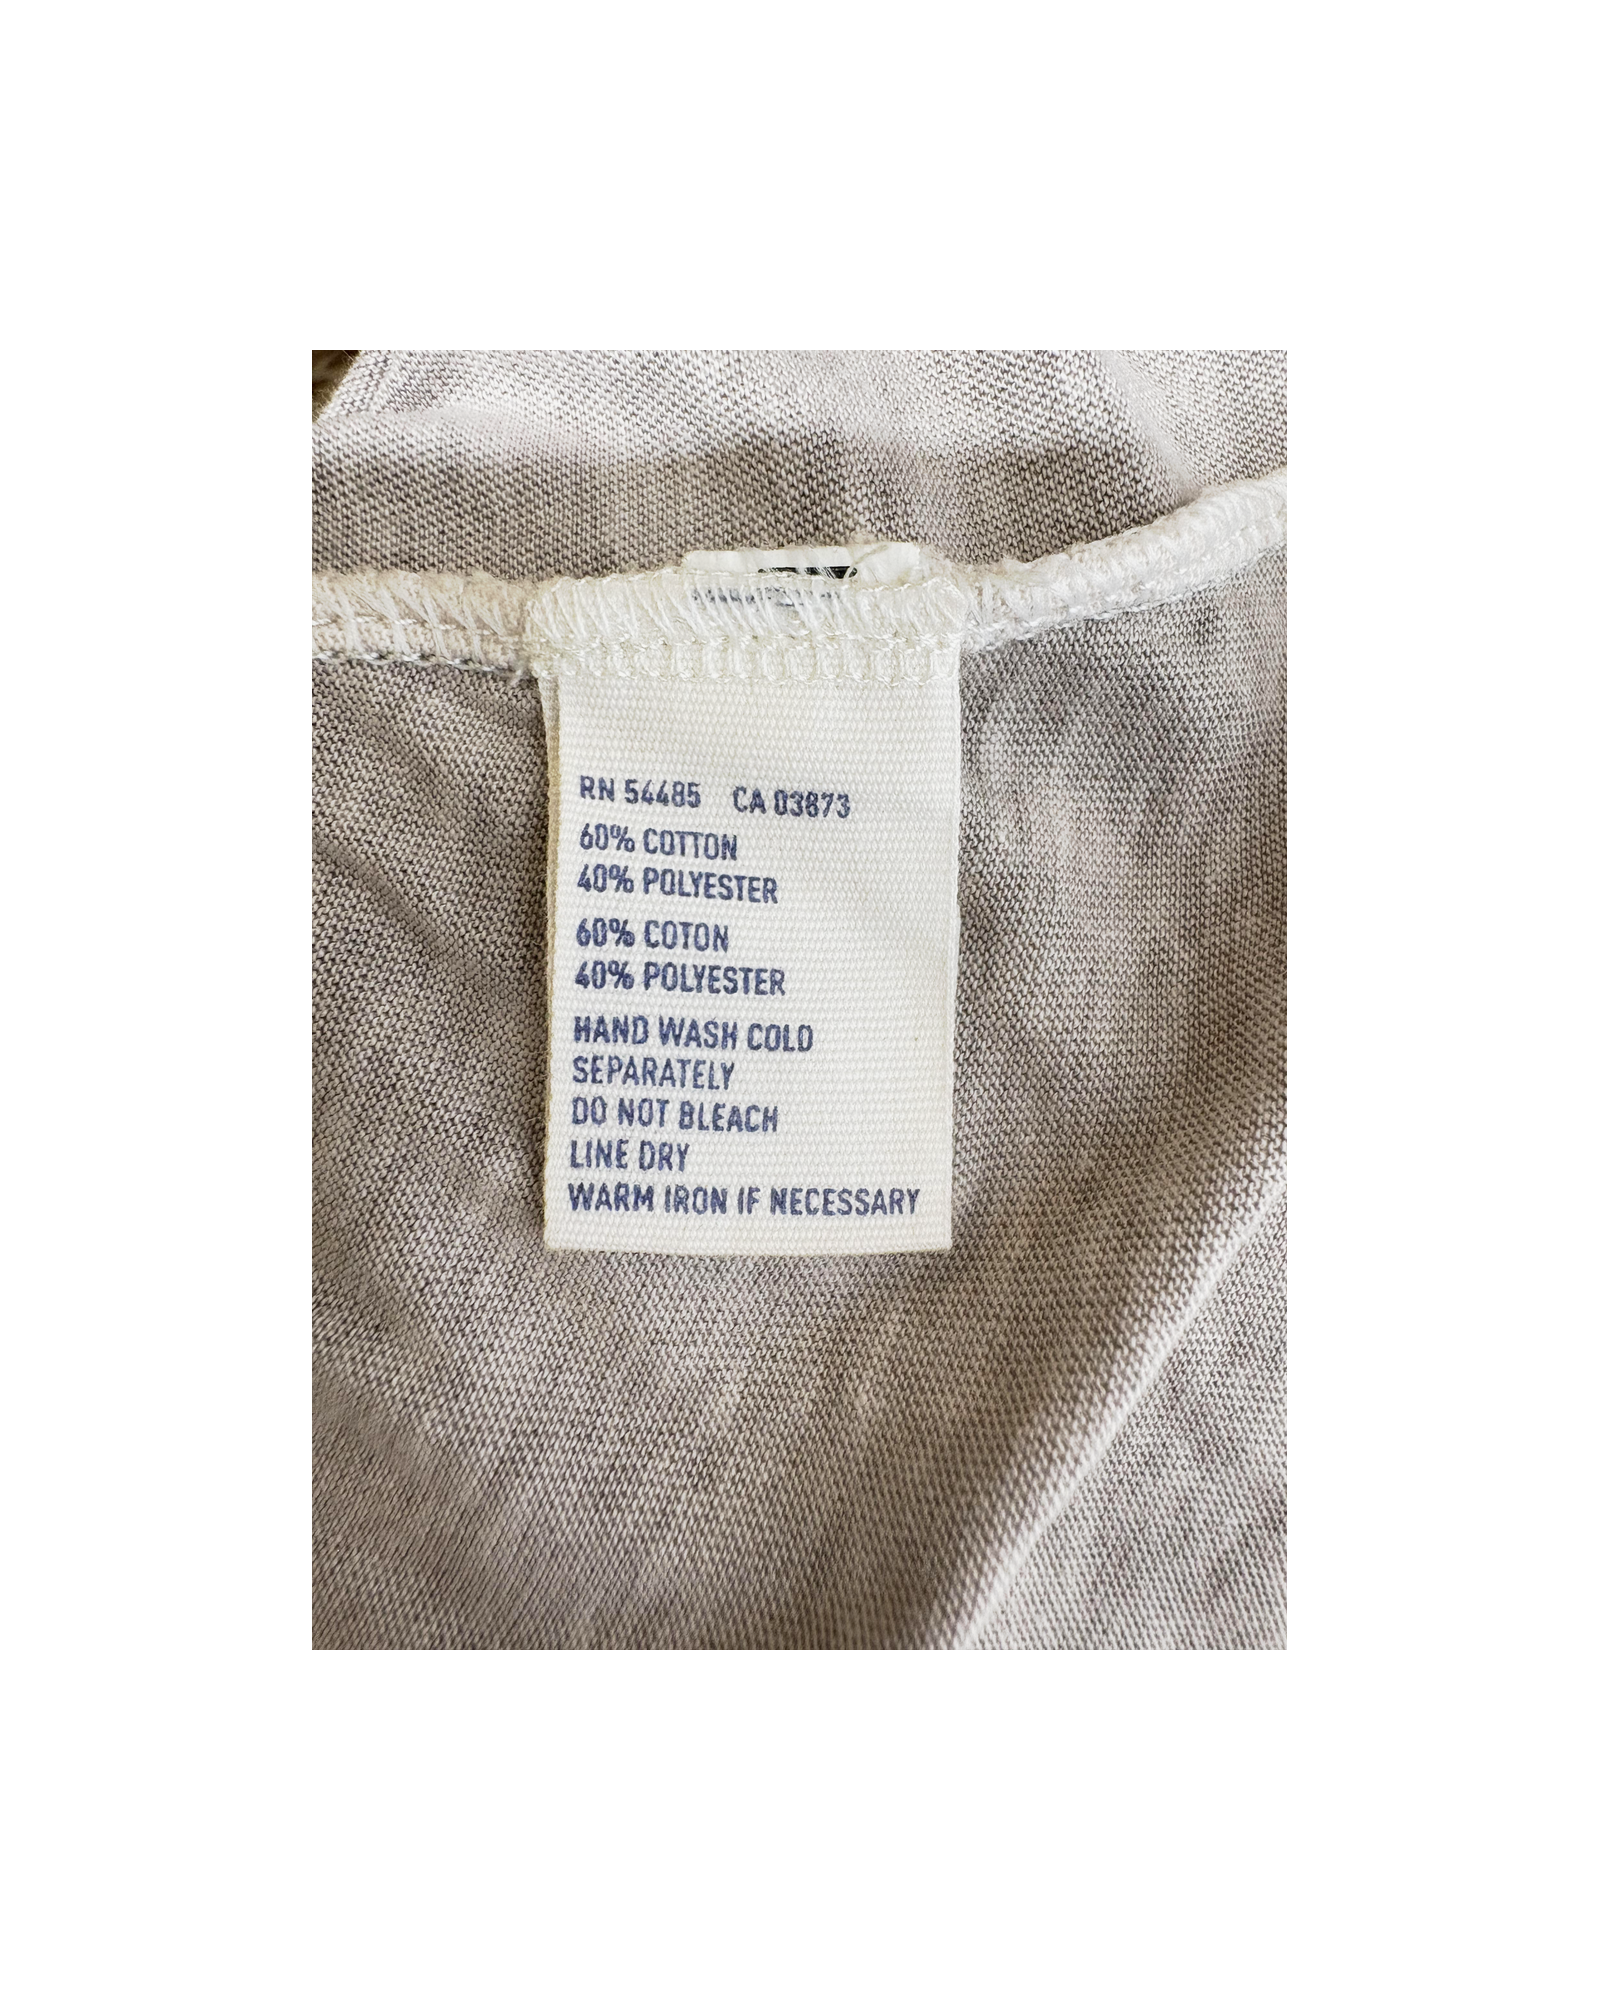 RN 54485 CA 03873
60% COTTON
40% POLYESTER
60% COTON
40% POLYESTER
HAND WASH COLD
SEPARATELY
DO NOT BLEACH
LINE DRY
WARM IRON IF NECESSARY